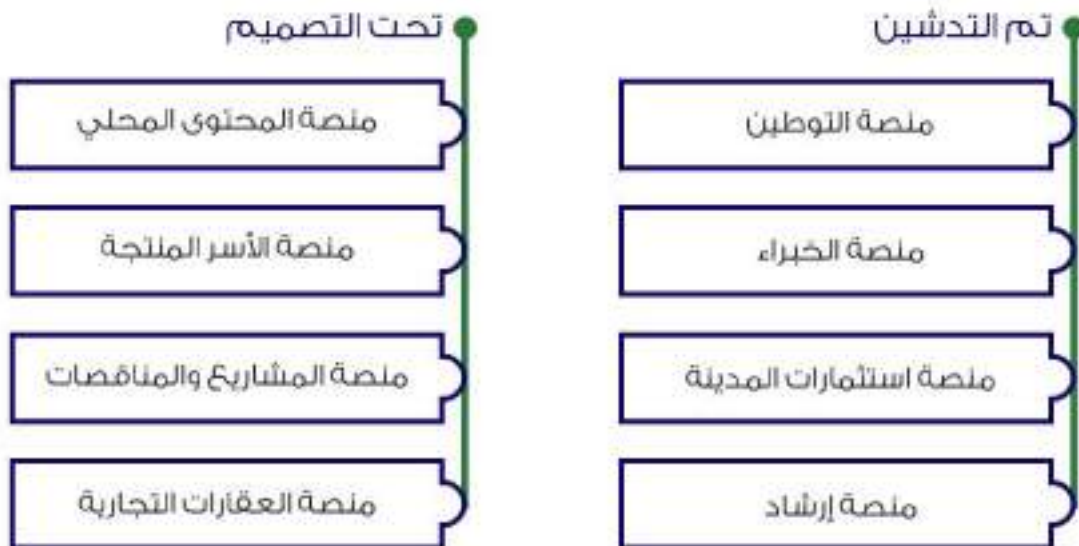 تم التدشين
منصة التوطين
منصة الخبراء
منصة استثمارات المدينة
منصة إرشاد
تحت التصميم
منصة المحتوى المحلي
منصة الأسر المنتجة
منصة المشاريع والمناقصات
منصة العقارات التجارية